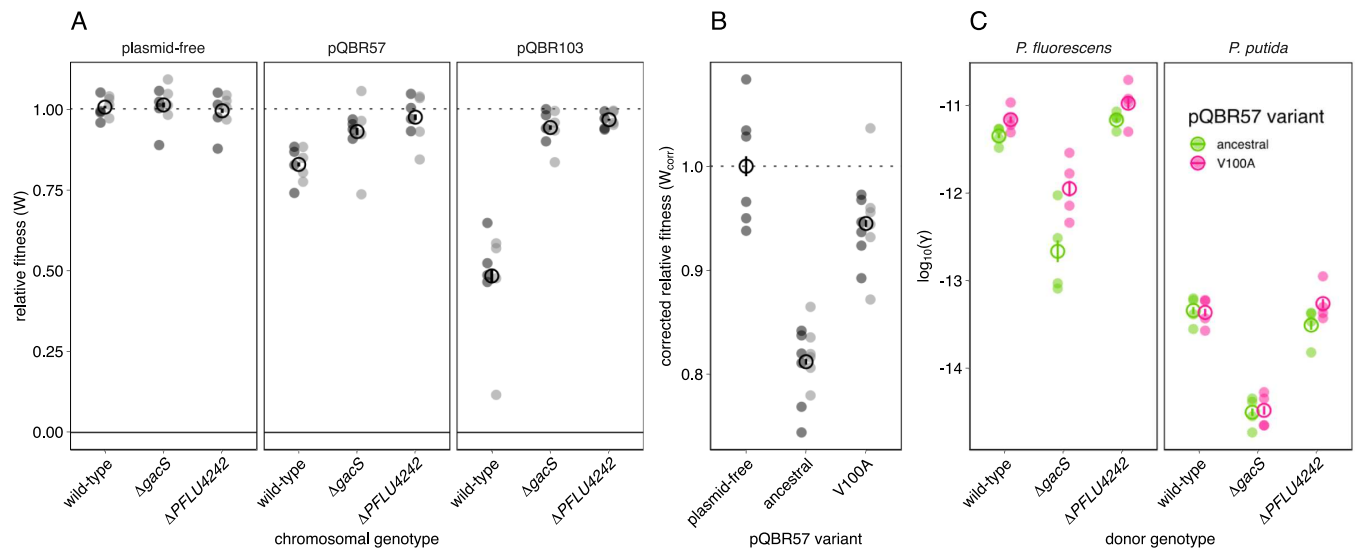 A
plasmid-free
pQBR57
pQBR103
relative fitness (W)
1.00
0.75
0.50
0.25
0.00
wild-type
ΔgacS
ΔPFLU4242
wild-type
ΔgacS
ΔPFLU4242
wild-type
ΔgacS
ΔPFLU4242
chromosomal genotype
B
corrected relative fitness (Wcorr)
1.0
0.9
0.8
plasmid-free
ancestral
V100A
pQBR57 variant
C
P. fluorescens
P. putida
log10(γ)
-11
-12
-13
-14
pQBR57 variant
ancestral
V100A
wild-type
ΔgacS
ΔPFLU4242
wild-type
ΔgacS
ΔPFLU4242
donor genotype